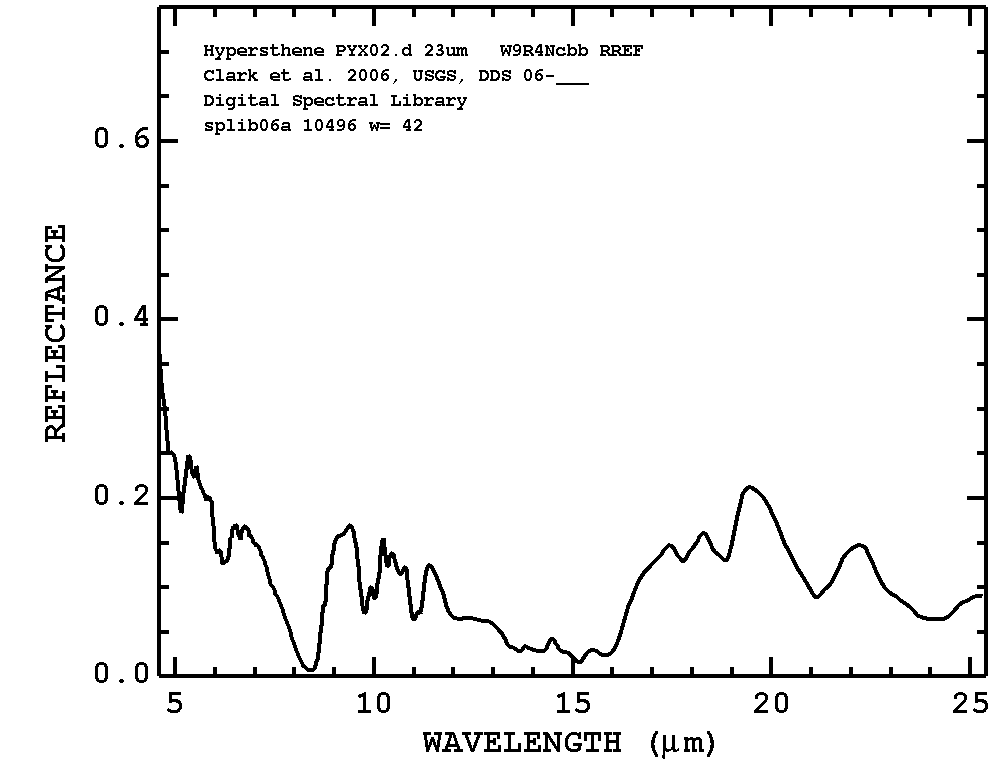 Hypersthene PYX02.d 23um W9R4Ncbb RREF
Clark et al. 2006, USGS, DDS 06-___
Digital Spectral Library
splib06a 10496 w= 42
REFLECTANCE
0.6
0.4
0.2
0.0
5 10 15 20 25
WAVELENGTH (μm)